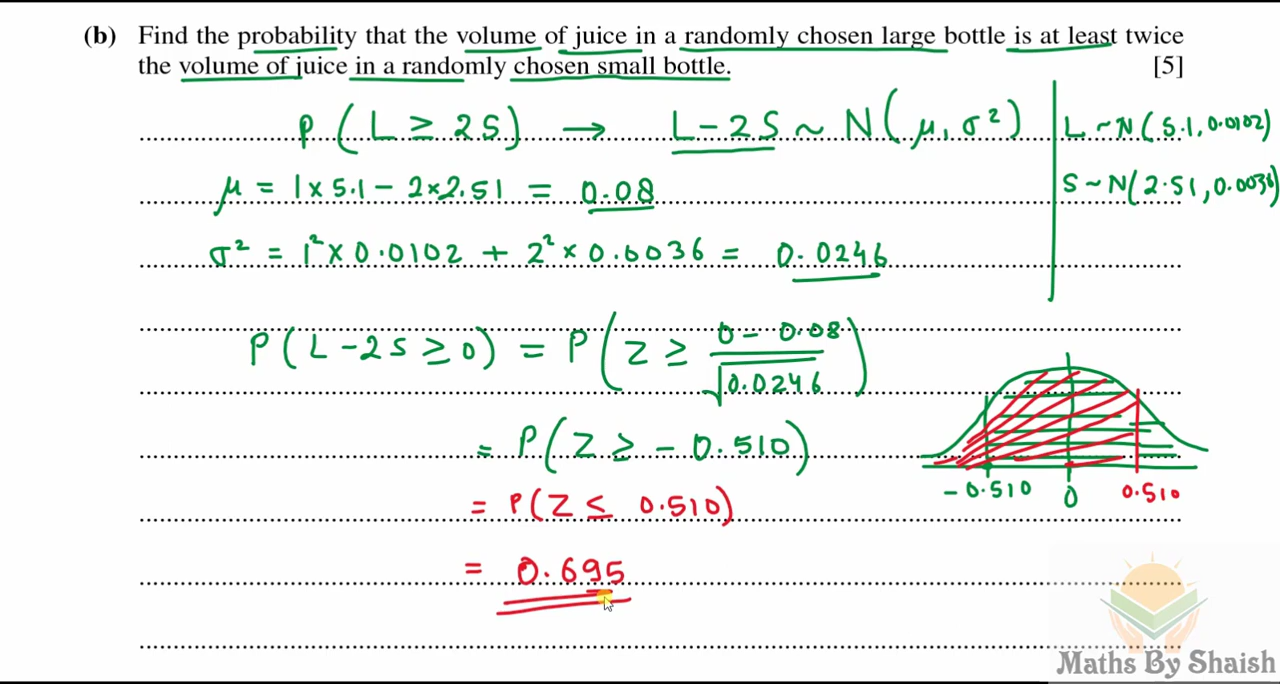 (b) Find the probability that the volume of juice in a randomly chosen large bottle is at least twice
the volume of juice in a randomly chosen small bottle. [5]
P(L ≥ 2S) → L - 2S ~ N(μ, σ²)
L ~ N(5.1, 0.0102)
μ = 1 × 5.1 - 2 × 2.51 = 0.08
S ~ N(2.51, 0.0036)
σ² = 1² × 0.0102 + 2² × 0.0036 = 0.0246
P(L - 2S ≥ 0) = P(Z ≥ (0 - 0.08)/√0.0246)
= P(Z ≥ - 0.510)
-0.510 0 0.510
= P(Z ≤ 0.510)
= 0.695
Maths By Shaish